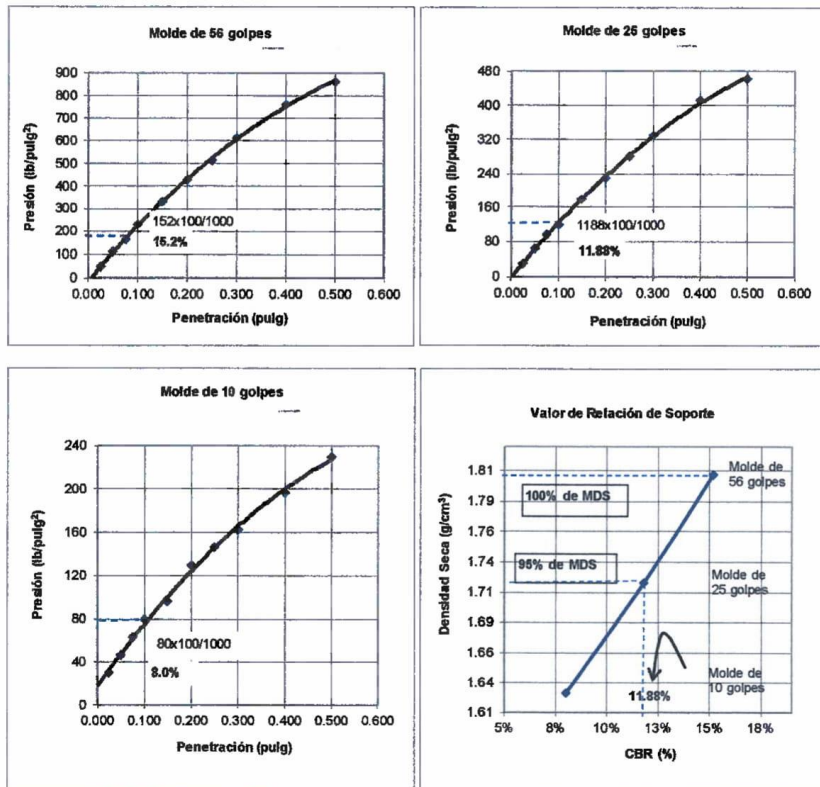 Molde de 56 golpes
900
800
700
600
500
400
300
200
100
0
Presión (lb/pulg²)
152x100/1000
15.2%
0.000 0.100 0.200 0.300 0.400 0.500 0.600
Penetración (pulg)
Molde de 25 golpes
480
400
320
240
160
80
0
Presión (lb/pulg²)
1188x100/1000
11.88%
0.000 0.100 0.200 0.300 0.400 0.500 0.600
Penetración (pulg)
Molde de 10 golpes
240
200
160
120
80
40
0
Presión (lb/pulg²)
80x100/1000
8.0%
0.000 0.100 0.200 0.300 0.400 0.500 0.600
Penetración (pulg)
Valor de Relación de Soporte
1.81
1.79
1.76
1.74
1.71
1.69
1.66
1.64
1.61
Densidad Seca (g/cm³)
100% de MDS
95% de MDS
Molde de
56 golpes
Molde de
25 golpes
Molde de
10 golpes
11.88%
5% 8% 10% 13% 15% 18%
CBR (%)